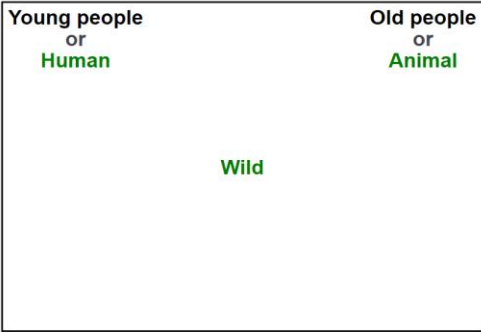 Young people
or
Human
Old people
or
Animal
Wild